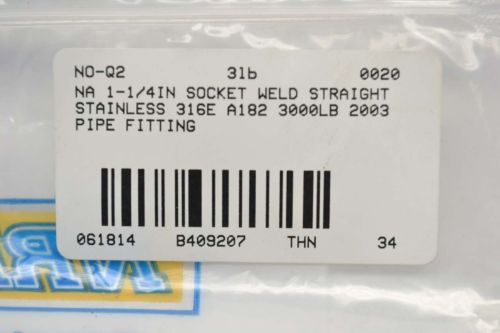 NO-Q2 3lb 0020
NA 1-1/4IN SOCKET WELD STRAIGHT
STAINLESS 316E A182 3000LB 2003
PIPE FITTING
061814 B409207 THN 34